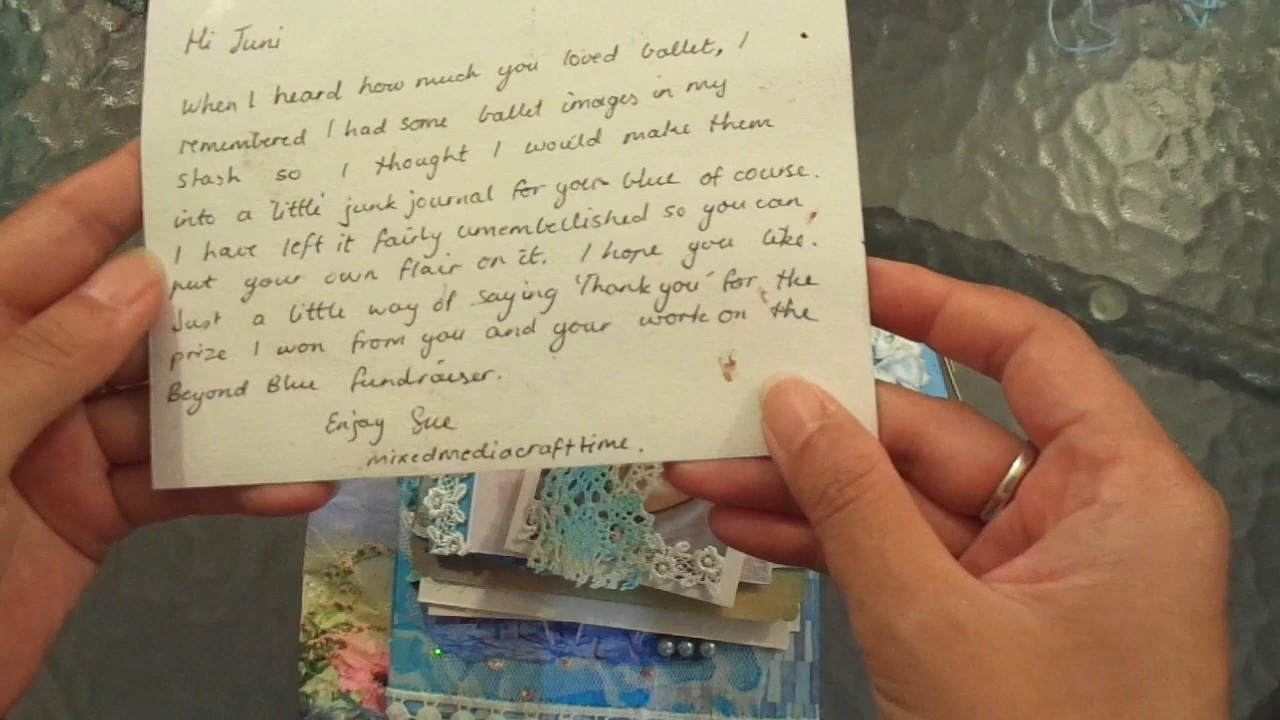 Hi Juni
When I heard how much you loved ballet, I
remembered I had some ballet images in my
stash so I thought I would make them
into a 'little' junk journal for you blue of course.
I have left it fairly unembellished so you can
put your own flair on it. I hope you like.
Just a little way of saying 'Thank you' for the
prize I won from you and your work on the
Beyond Blue fundraiser.
Enjoy Sue
mixedmediacrafttime.